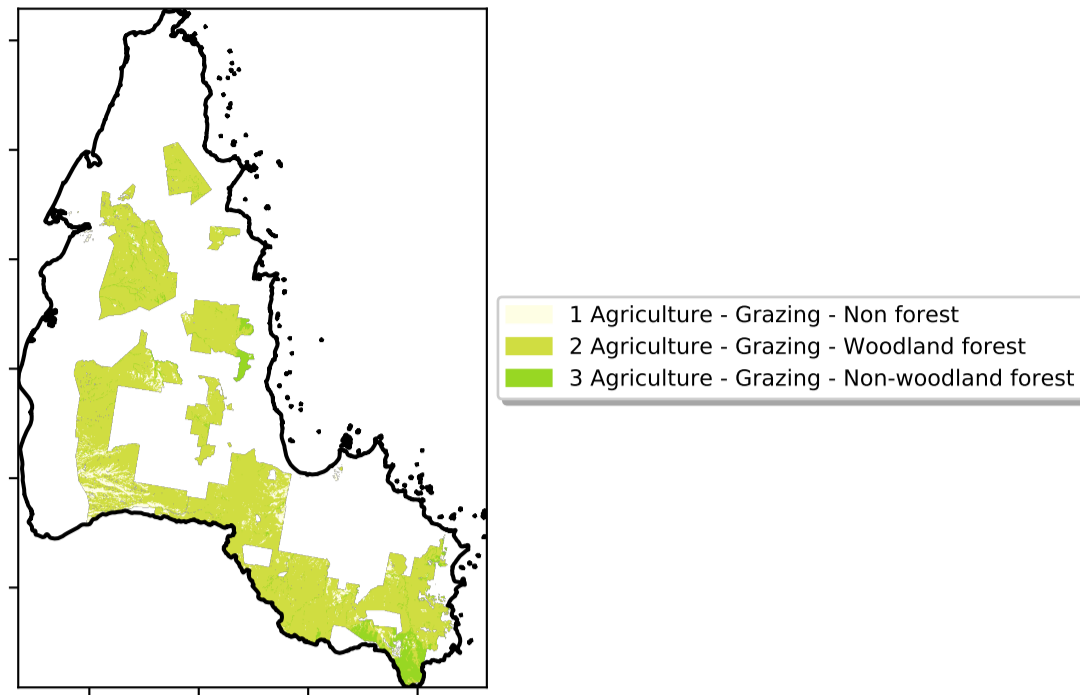 1 Agriculture - Grazing - Non forest
2 Agriculture - Grazing - Woodland forest
3 Agriculture - Grazing - Non-woodland forest